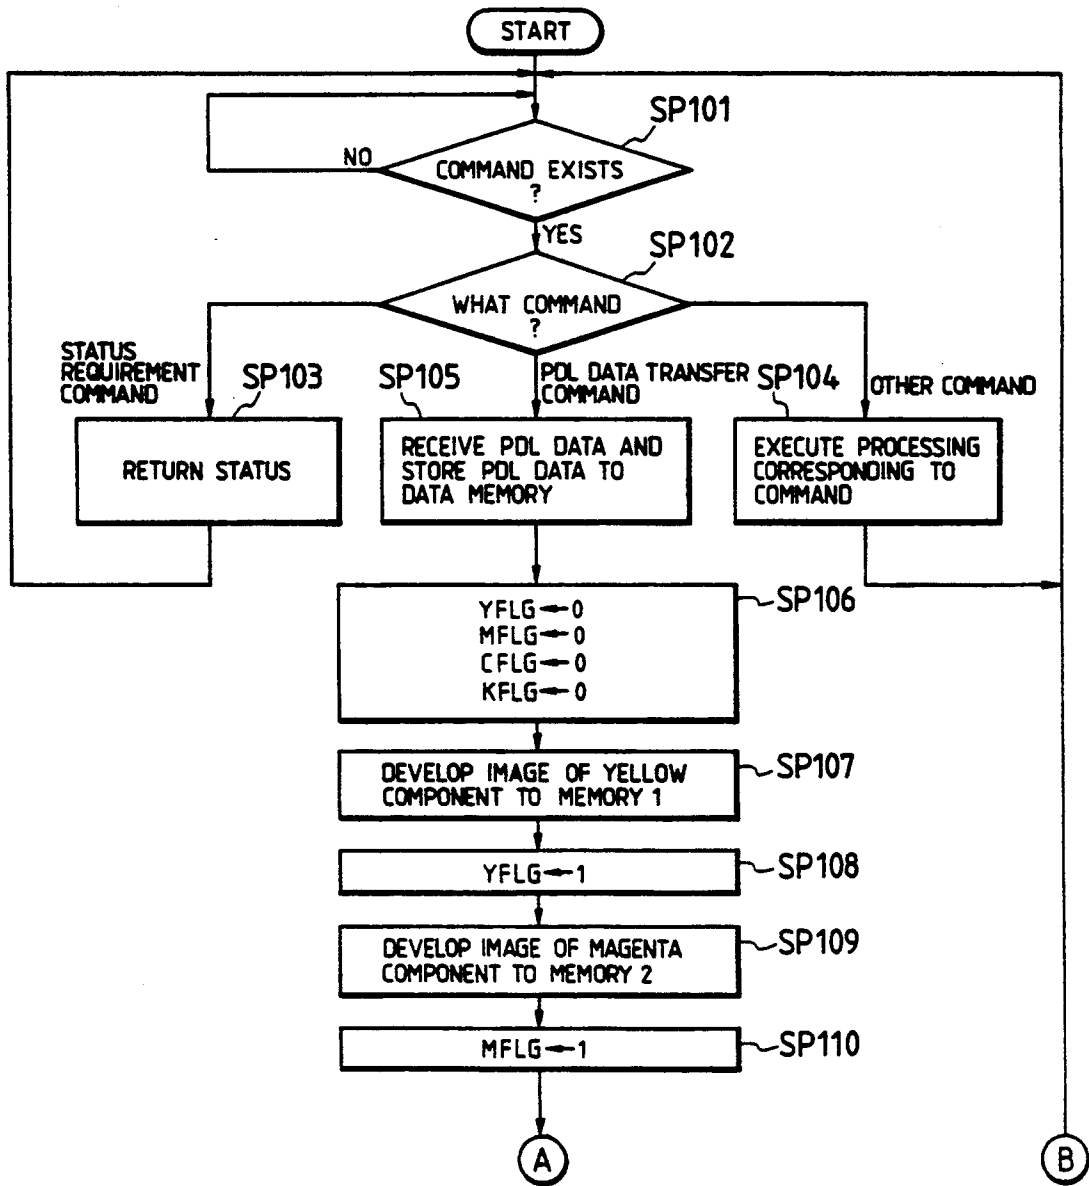 START
SP101
NO
COMMAND EXISTS
?
YES
SP102
WHAT COMMAND
?
STATUS
REQUIREMENT
COMMAND
SP103
SP105
PDL DATA TRANSFER
COMMAND
SP104
OTHER COMMAND
RETURN STATUS
RECEIVE PDL DATA AND
STORE PDL DATA TO
DATA MEMORY
EXECUTE PROCESSING
CORRESPONDING TO
COMMAND
SP106
YFLG←0
MFLG←0
CFLG←0
KFLG←0
SP107
DEVELOP IMAGE OF YELLOW
COMPONENT TO MEMORY 1
SP108
YFLG←1
SP109
DEVELOP IMAGE OF MAGENTA
COMPONENT TO MEMORY 2
SP110
MFLG←1
A
B